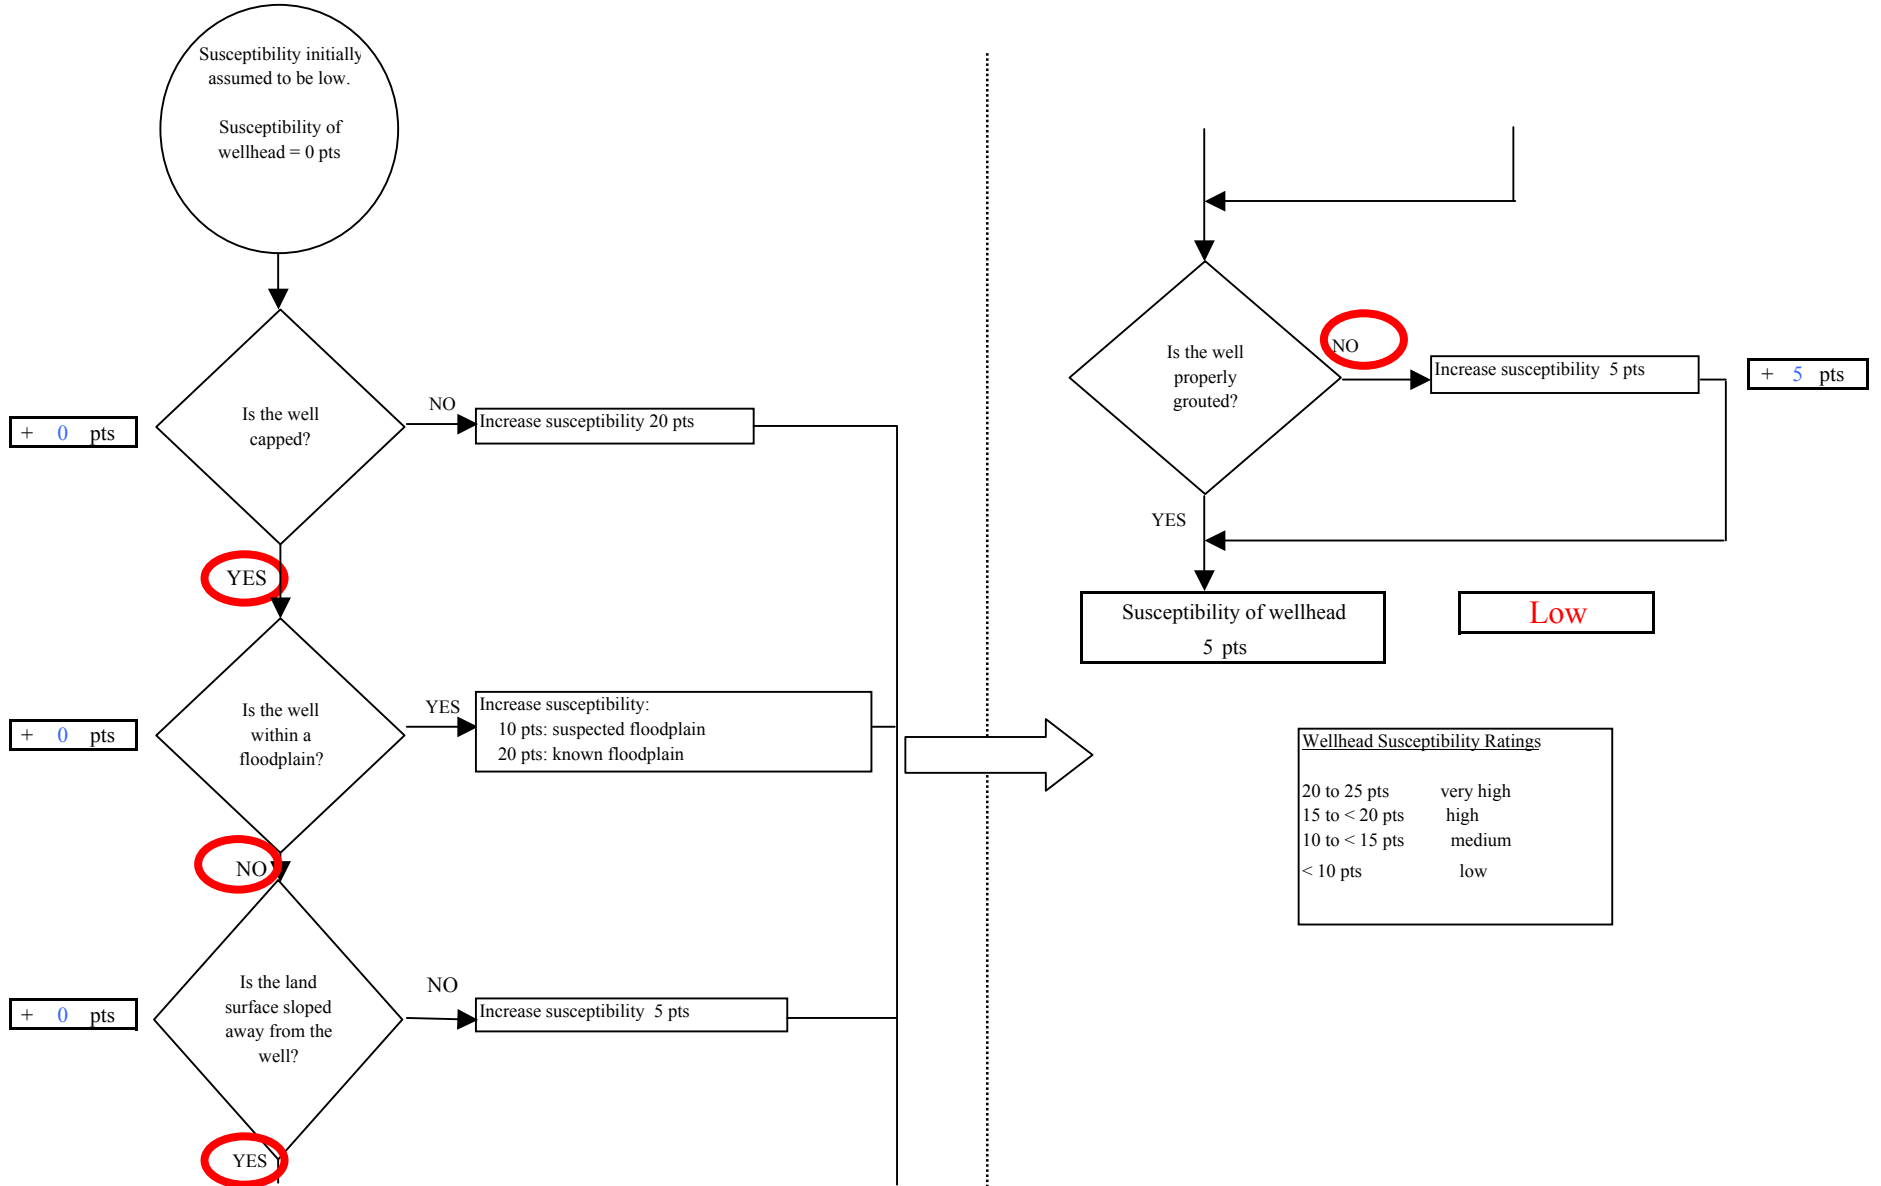 Susceptibility initially
assumed to be low.
Susceptibility of
wellhead = 0 pts
Is the well
capped?
NO
Increase susceptibility 20 pts
+ 0 pts
YES
Is the well
within a
floodplain?
YES
Increase susceptibility:
10 pts: suspected floodplain
20 pts: known floodplain
+ 0 pts
NO
Is the land
surface sloped
away from the
well?
NO
Increase susceptibility 5 pts
+ 0 pts
YES
Is the well
properly
grouted?
NO
Increase susceptibility 5 pts
+ 5 pts
YES
Susceptibility of wellhead
5 pts
Low
Wellhead Susceptibility Ratings
20 to 25 pts very high
15 to < 20 pts high
10 to < 15 pts medium
< 10 pts low